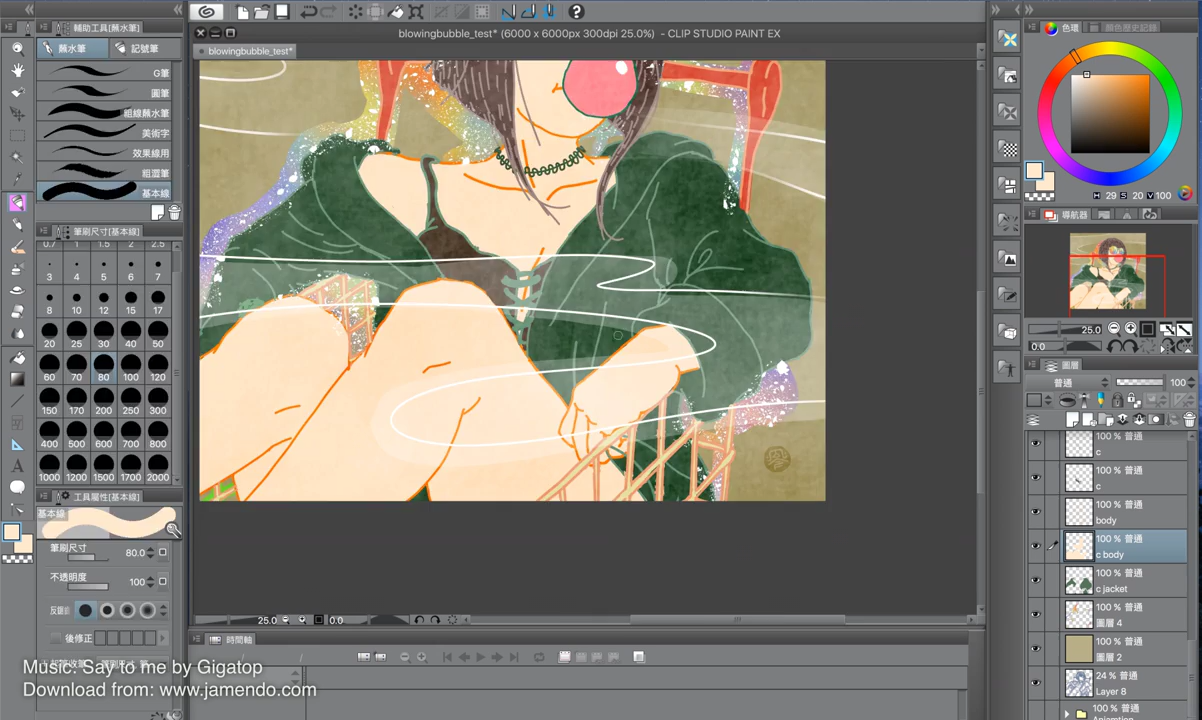 輔助工具[蘸水筆]
蘸水筆
記號筆
G筆
圓筆
粗線蘸水筆
美術字
效果線用
粗澀筆
基本線
筆刷尺寸[基本線]
0.7 1 1.5 2 2.5
3 4 5 6 7
8 10 12 15 17
20 25 30 40 50
60 70 80 100 120
150 170 200 250 300
400 500 600 700 800
1000 1200 1500 1700 2000
工具屬性[基本線]
基本線
筆刷尺寸 80.0
不透明度 100
後修正
Music: Say to me by Gigatop
Download from: www.jamendo.com
blowingbubble_test* (6000 x 6000px 300dpi 25.0%) - CLIP STUDIO PAINT EX
blowingbubble_test*
25.0
0.0
時間軸
色環
顏色歷史記錄
H 29 S 20 V 100
導航器
25.0
0.0
圖層
普通 100
100 % 普通
c
100 % 普通
c
100 % 普通
body
100 % 普通
c body
100 % 普通
c jacket
100 % 普通
圖層 4
100 % 普通
圖層 2
24 % 普通
Layer 8
100 % 普通
Aniamtion